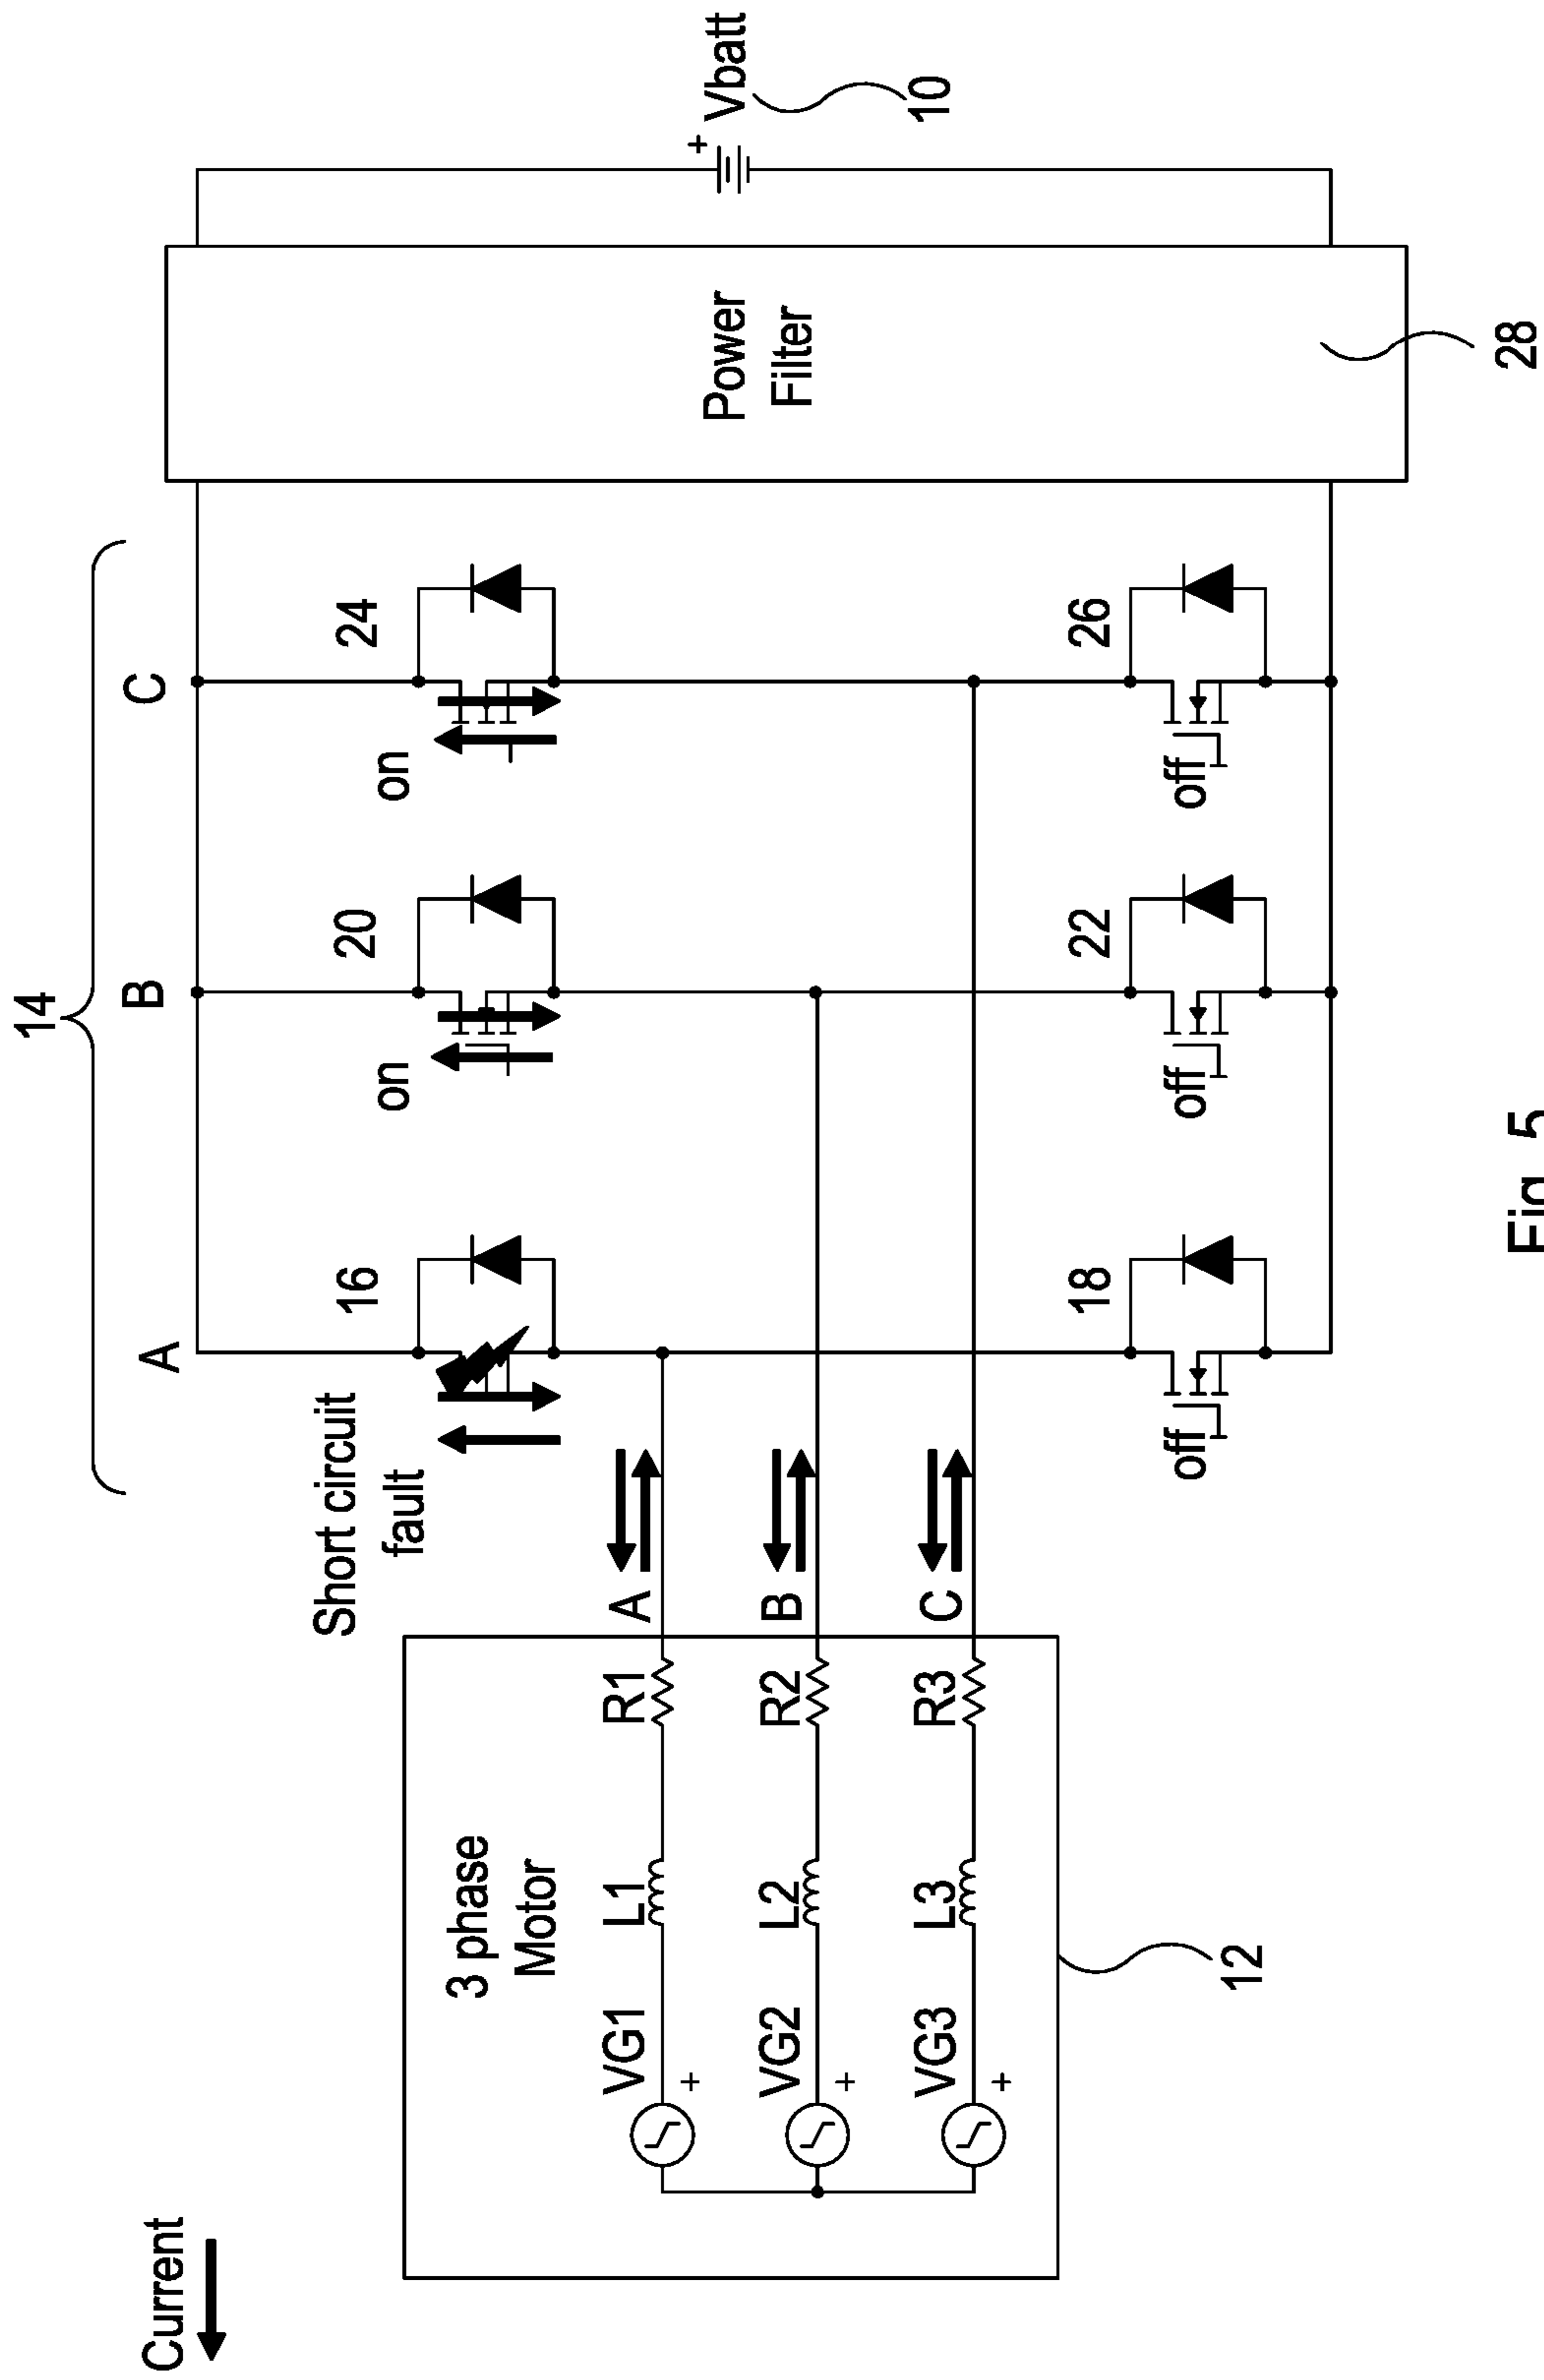 14
A
B
C
Short circuit
fault
16
on
20
on
24
Current
3 phase
Motor
VG1
L1
R1
A
+
VG2
L2
R2
B
+
VG3
L3
R3
C
+
12
off
18
off
22
off
26
Power
Filter
28
+
Vbatt
10
Fig. 5